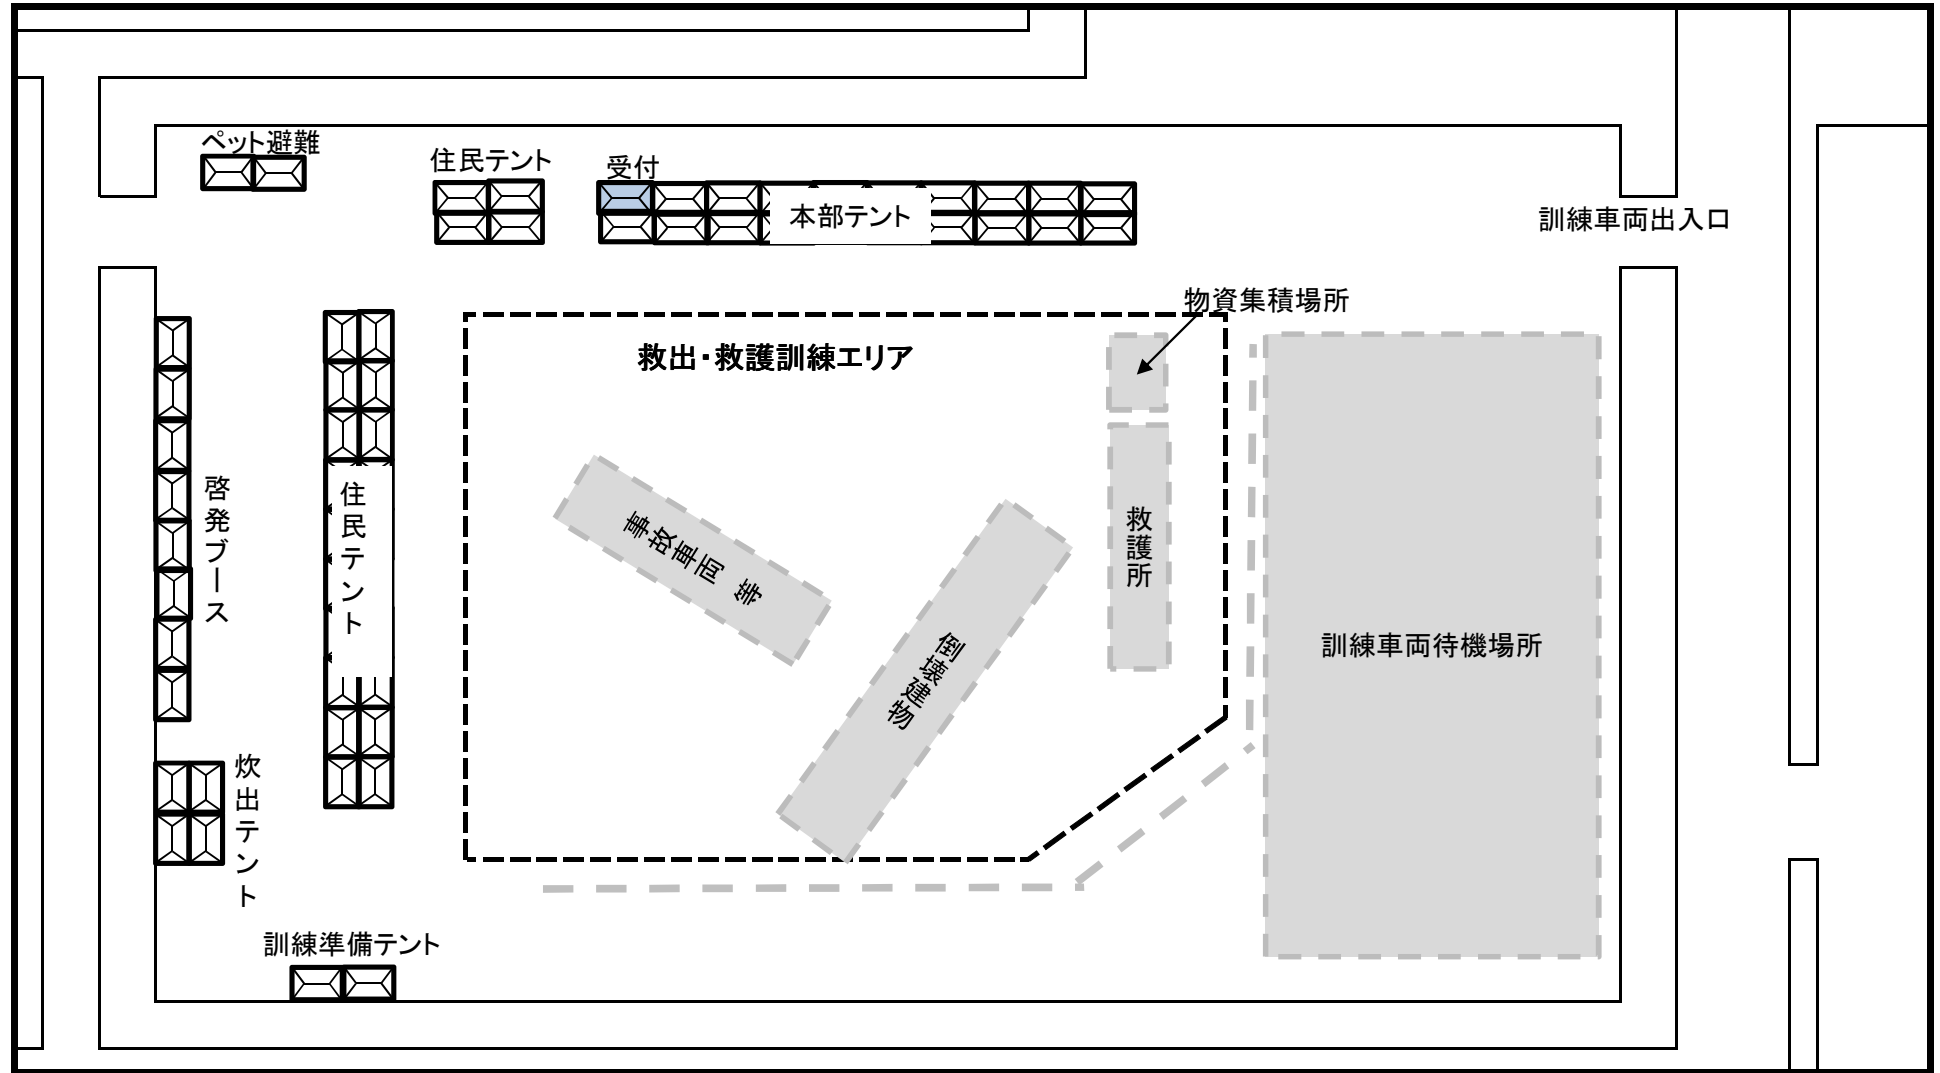 ペット避難
住民テント
受付
本部テント
訓練車両出入口
物資集積場所
救出・救護訓練エリア
啓発ブース
住民テント
事故車両 等
救護所
倒壊建物
訓練車両待機場所
炊出テント
訓練準備テント